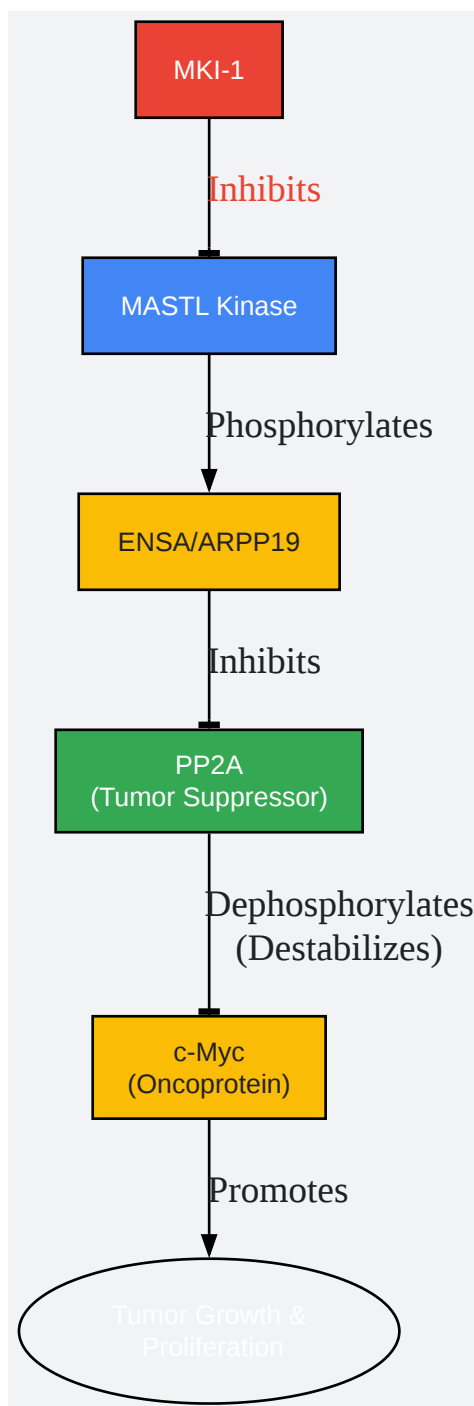 MKI-1
Inhibits
MASTL Kinase
Phosphorylates
ENSA/ARPP19
Inhibits
PP2A
(Tumor Suppressor)
Dephosphorylates
(Destabilizes)
c-Myc
(Oncoprotein)
Promotes
Tumor Growth &
Proliferation